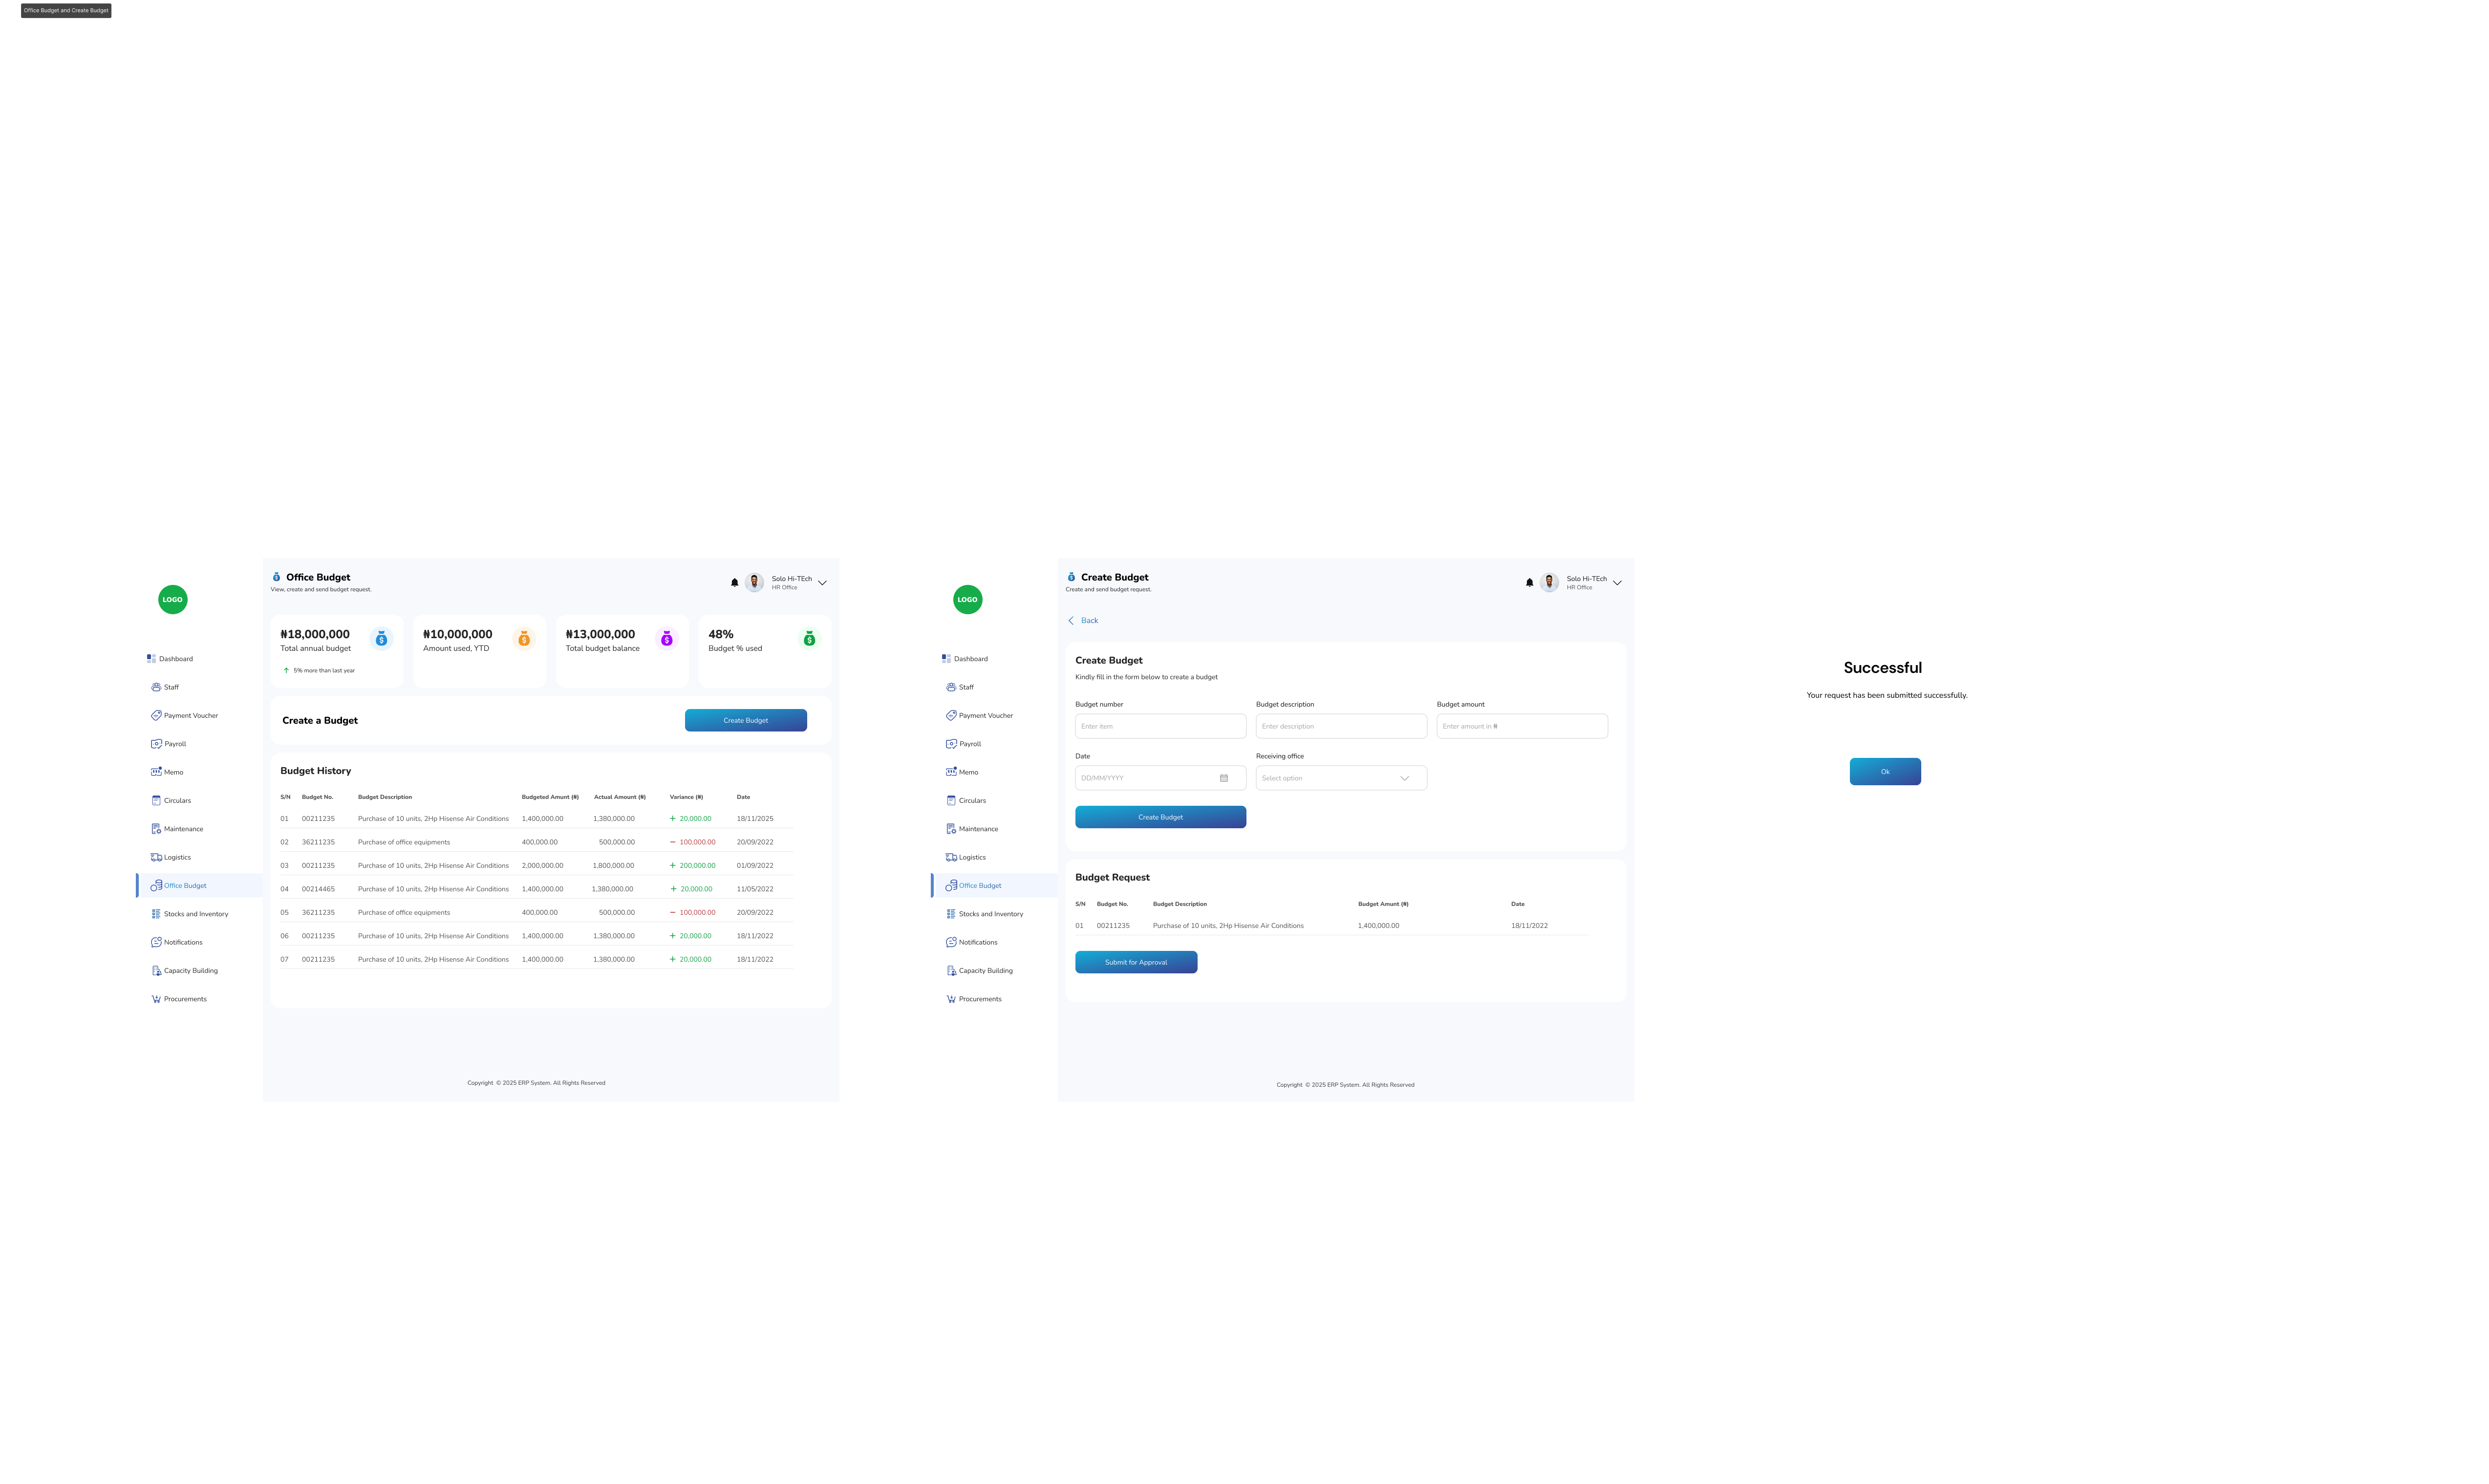 Office Budget and Create Budget
LOGO
Dashboard
Staff
Payment Voucher
Payroll
Memo
Circulars
Maintenance
Logistics
Office Budget
Stocks and Inventory
Notifications
Capacity Building
Procurements
Office Budget
View, create and send budget request.
Solo Hi-TEch
HR Office
₦18,000,000
Total annual budget
5% more than last year
₦10,000,000
Amount used, YTD
₦13,000,000
Total budget balance
48%
Budget % used
Create a Budget
Create Budget
Budget History
S/N Budget No. Budget Description Budgeted Amunt (₦) Actual Amount (₦) Variance (₦) Date
01 00211235 Purchase of 10 units, 2Hp Hisense Air Conditions 1,400,000.00 1,380,000.00 + 20,000.00 18/11/2025
02 36211235 Purchase of office equipments 400,000.00 500,000.00 − 100,000.00 20/09/2022
03 00211235 Purchase of 10 units, 2Hp Hisense Air Conditions 2,000,000.00 1,800,000.00 + 200,000.00 01/09/2022
04 00214465 Purchase of 10 units, 2Hp Hisense Air Conditions 1,400,000.00 1,380,000.00 + 20,000.00 11/05/2022
05 36211235 Purchase of office equipments 400,000.00 500,000.00 − 100,000.00 20/09/2022
06 00211235 Purchase of 10 units, 2Hp Hisense Air Conditions 1,400,000.00 1,380,000.00 + 20,000.00 18/11/2022
07 00211235 Purchase of 10 units, 2Hp Hisense Air Conditions 1,400,000.00 1,380,000.00 + 20,000.00 18/11/2022
Copyright © 2025 ERP System. All Rights Reserved
LOGO
Dashboard
Staff
Payment Voucher
Payroll
Memo
Circulars
Maintenance
Logistics
Office Budget
Stocks and Inventory
Notifications
Capacity Building
Procurements
Create Budget
Create and send budget request.
Solo Hi-TEch
HR Office
Back
Create Budget
Kindly fill in the form below to create a budget
Budget number Budget description Budget amount
Enter item Enter description Enter amount in ₦
Date Receiving office
DD/MM/YYYY Select option
Create Budget
Budget Request
S/N Budget No. Budget Description Budget Amunt (₦) Date
01 00211235 Purchase of 10 units, 2Hp Hisense Air Conditions 1,400,000.00 18/11/2022
Submit for Approval
Copyright © 2025 ERP System. All Rights Reserved
Successful
Your request has been submitted successfully.
Ok